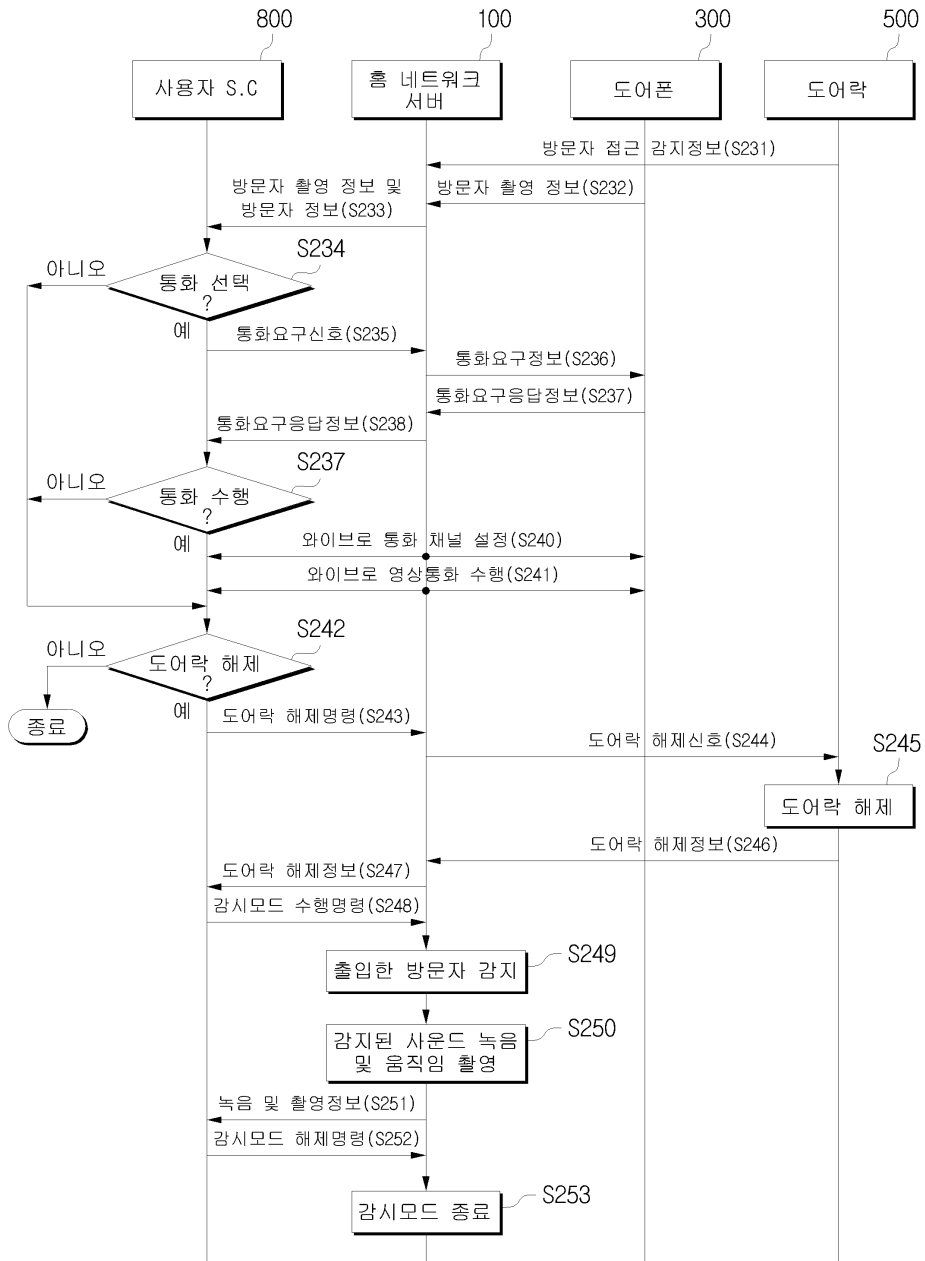 800
100
300
500
사용자 S.C
홈 네트워크
서버
도어폰
도어락
방문자 접근 감지정보(S231)
방문자 촬영 정보 및
방문자 정보(S233)
방문자 촬영 정보(S232)
S234
아니오
통화 선택
?
예
통화요구신호(S235)
통화요구정보(S236)
통화요구응답정보(S237)
통화요구응답정보(S238)
S237
아니오
통화 수행
?
예
와이브로 통화 채널 설정(S240)
와이브로 영상통화 수행(S241)
S242
아니오
도어락 해제
?
예
종료
도어락 해제명령(S243)
도어락 해제신호(S244)
S245
도어락 해제
도어락 해제정보(S246)
도어락 해제정보(S247)
감시모드 수행명령(S248)
S249
출입한 방문자 감지
S250
감지된 사운드 녹음
및 움직임 촬영
녹음 및 촬영정보(S251)
감시모드 해제명령(S252)
S253
감시모드 종료